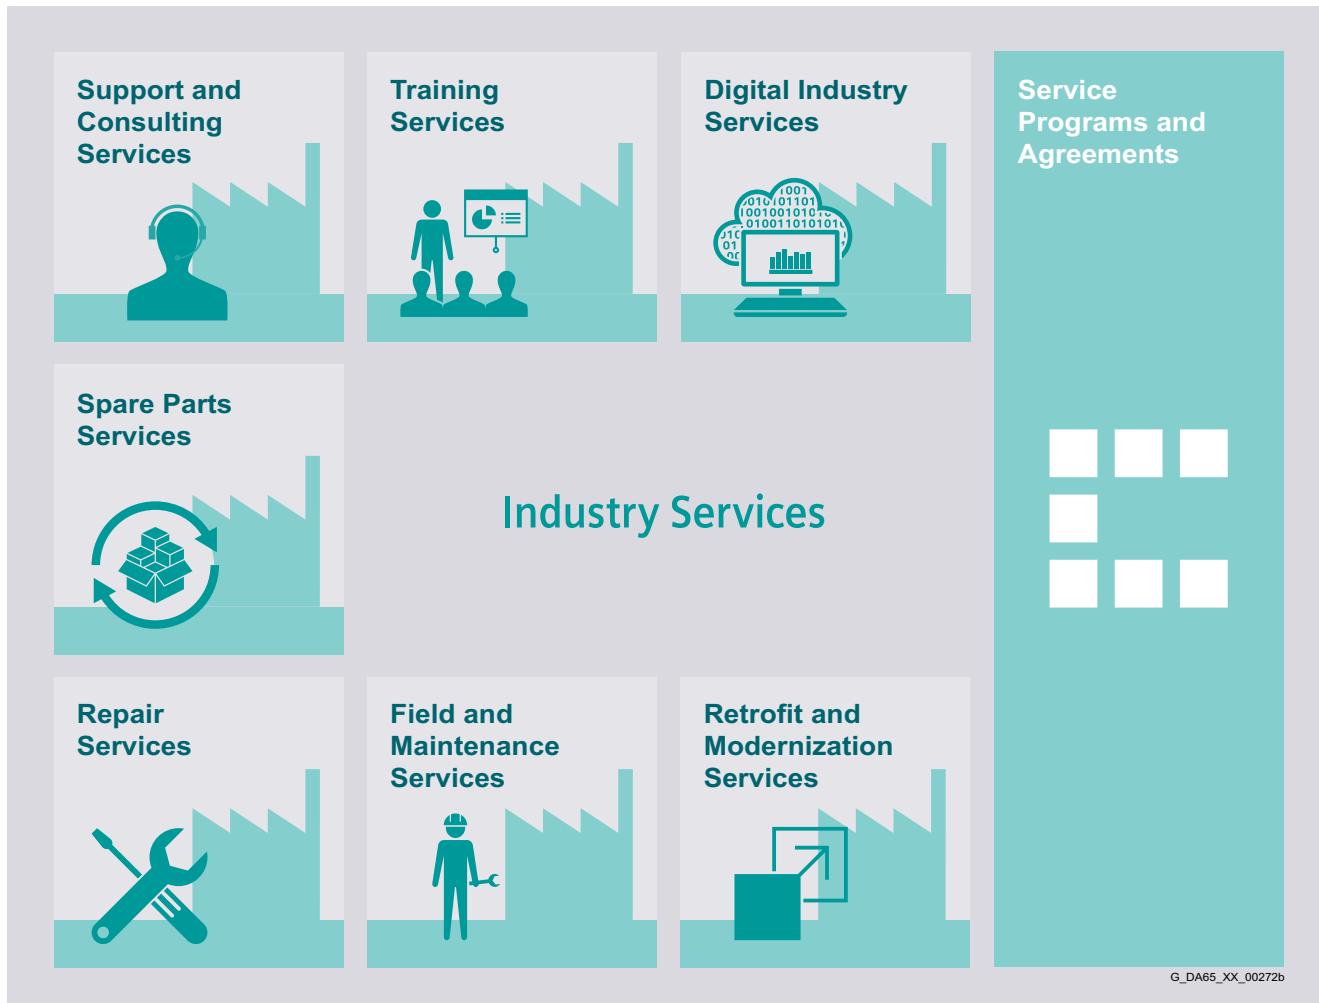 Support and
Consulting
Services
Training
Services
Digital Industry
Services
Service
Programs and
Agreements
Spare Parts
Services
Industry Services
Repair
Services
Field and
Maintenance
Services
Retrofit and
Modernization
Services
G_DA65_XX_00272b